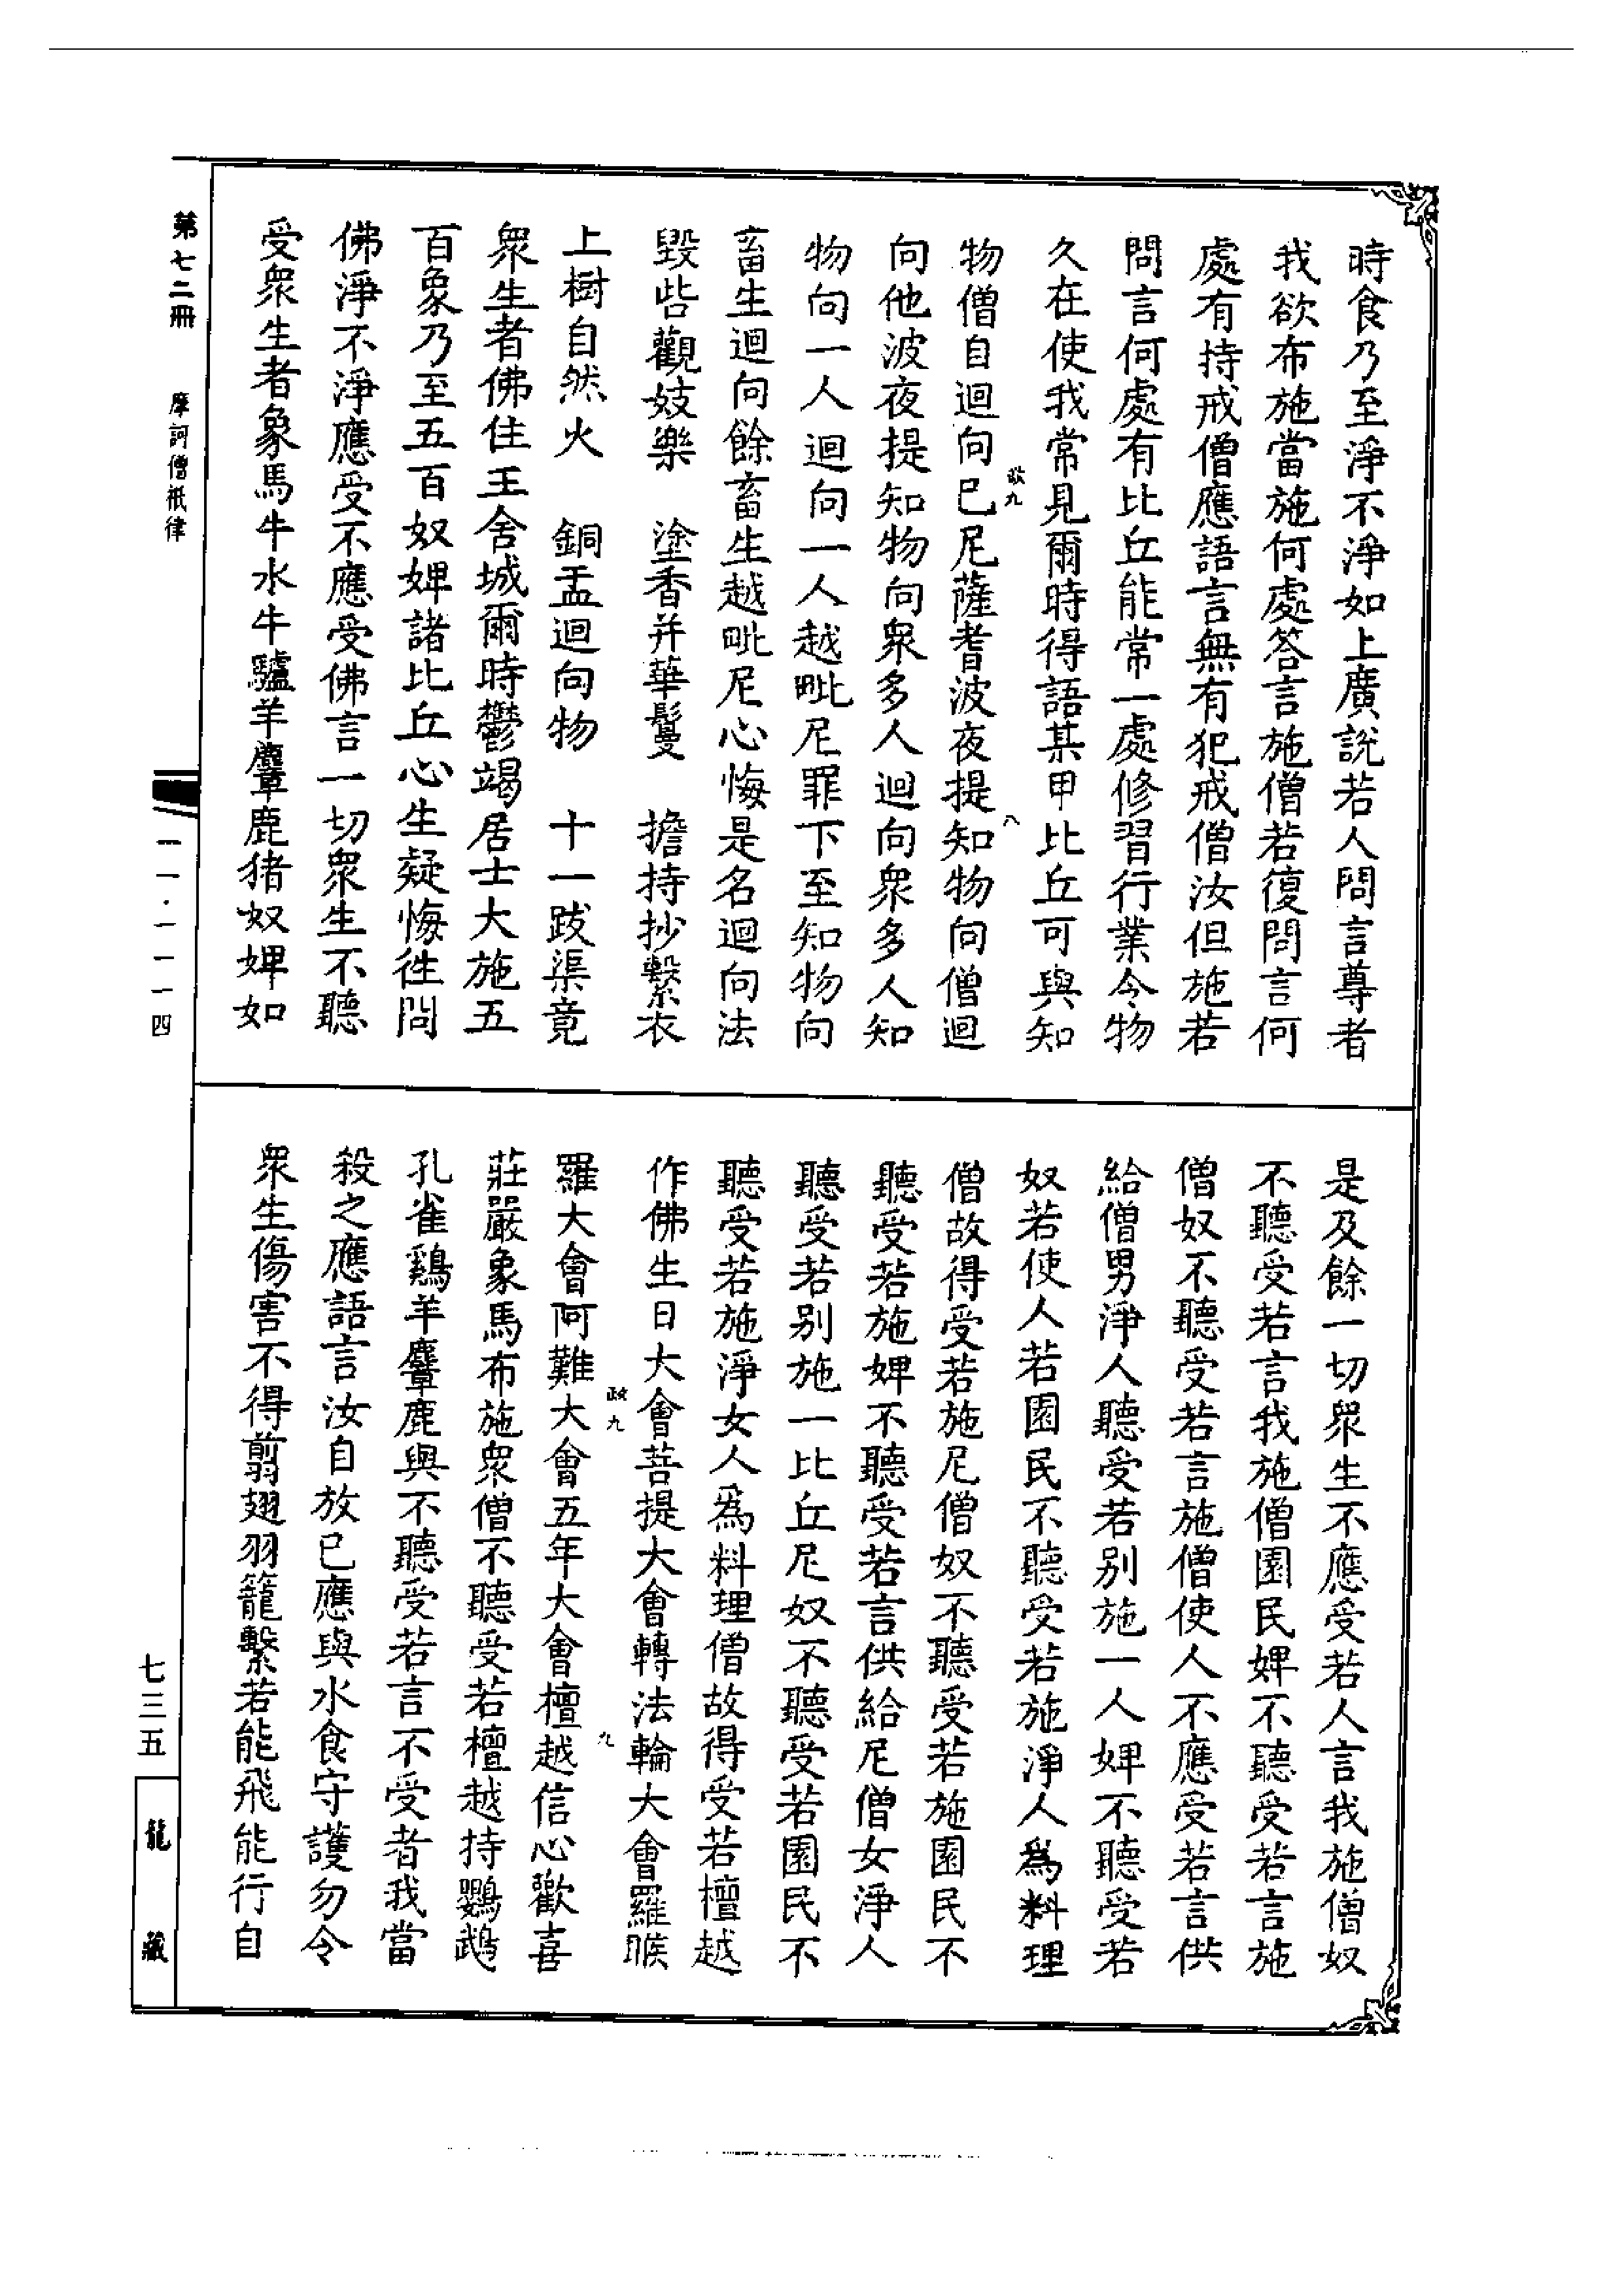 時食乃至淨不淨如上廣說若人問言尊者
我欲布施當施何處答言施僧若復問言何
處有持戒僧應語言無有犯戒僧汝但施若
問言何處有比丘能常一處修習行業今物
久在使我常見爾時得語某甲比丘可與知
物僧自迴向已尼薩耆波夜提知物向僧迴
向他波夜提知物向眾多人迴向眾多人知
物向一人迴向一人越毗尼罪下至知物向
畜生迴向餘畜生越毗尼心悔是名迴向法
毀呰觀妓樂　塗香并華鬘　擔持抄繫衣
上樹自然火　銅盂迴向物　十一跋渠竟
眾生者佛住王舍城爾時鬱竭居士大施五
百象乃至五百奴婢諸比丘心生疑悔往問
佛淨不淨應受不應受佛言一切眾生不聽
受眾生者象馬牛水牛驢羊麞鹿猪奴婢如
是及餘一切眾生不應受若人言我施僧奴
不聽受若言我施僧園民婢不聽受若言施
僧奴不聽受若言施僧使人不應受若言供
給僧男淨人聽受若別施一人婢不聽受若
奴若使人若園民不聽受若施淨人為料理
僧故得受若施尼僧奴不聽受若施園民不
聽受若施婢不聽受若言供給尼僧女淨人
聽受若別施一比丘尼奴不聽受若園民不
聽受若施淨女人為料理僧故得受若檀越
作佛生日大會菩提大會轉法輪大會羅睺
羅大會阿難大會五年大會檀越信心歡喜
莊嚴象馬布施眾僧不聽受若檀越持鸚鵡
孔雀鷄羊麞鹿與不聽受若言不受者我當
殺之應語言汝自放已應與水食守護勿令
眾生傷害不得翦翅羽籠繫若能飛能行自
第七二冊　摩訶僧祇律
一一·一一一四
七三五
龍藏